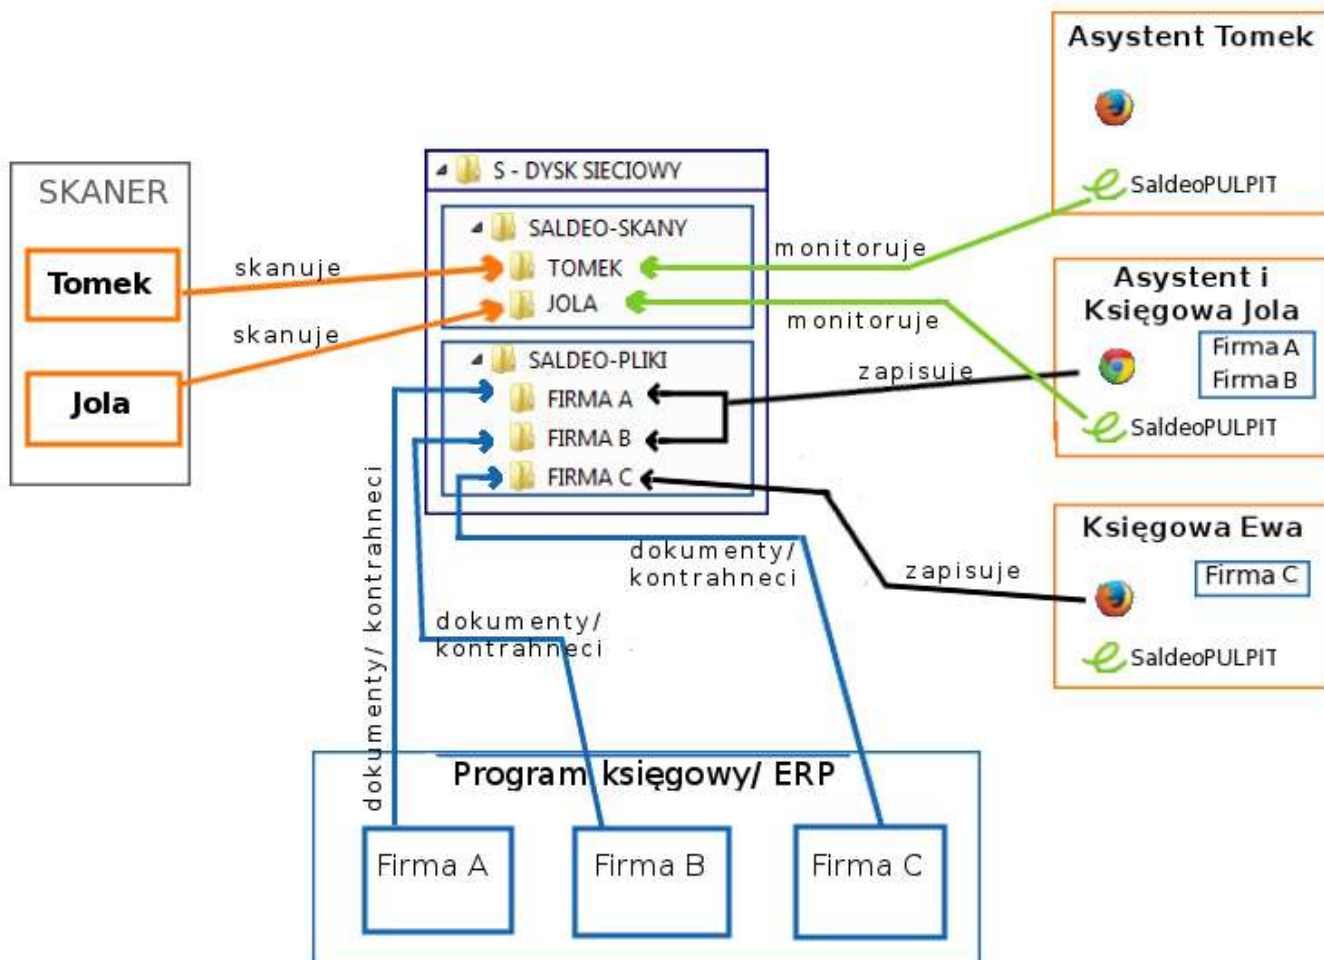 SKANER
Tomek
Jola
skanuje
skanuje
S - DYSK SIECIOWY
SALDEO-SKANY
TOMEK
JOLA
SALDEO-PLIKI
FIRMA A
FIRMA B
FIRMA C
monitoruje
monitoruje
zapisuje
zapisuje
Asystent Tomek
SaldeoPULPIT
Asystent i
Księgowa Jola
Firma A
Firma B
SaldeoPULPIT
Księgowa Ewa
Firma C
SaldeoPULPIT
dokumenty/ kontrahneci
dokumenty/
kontrahneci
dokumenty/
kontrahneci
Program księgowy/ ERP
Firma A
Firma B
Firma C